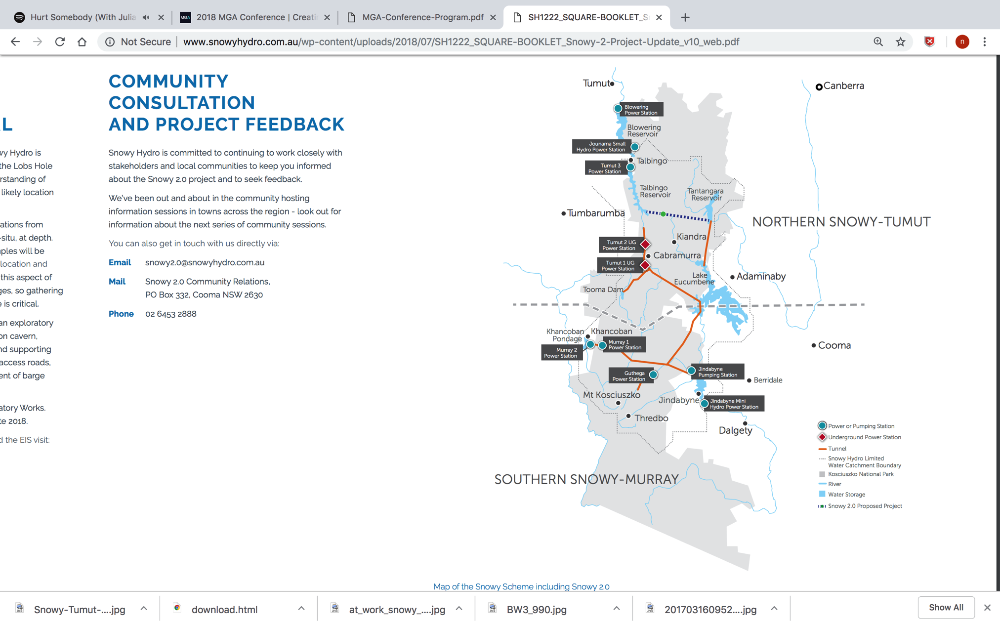 Hurt Somebody (With Julia
2018 MGA Conference | Creati
MGA-Conference-Program.pdf
SH1222_SQUARE-BOOKLET_S
Not Secure
www.snowyhydro.com.au/wp-content/uploads/2018/07/SH1222_SQUARE-BOOKLET_Snowy-2-Project-Update_v10_web.pdf
n
L
wy Hydro is
the Lobs Hole
rstanding of
likely location
ations from
-situ, at depth.
ples will be
location and
this aspect of
ges, so gathering
e is critical.
an exploratory
on cavern,
nd supporting
access roads,
ent of barge
atory Works.
te 2018.
d the EIS visit:
COMMUNITY
CONSULTATION
AND PROJECT FEEDBACK
Snowy Hydro is committed to continuing to work closely with
stakeholders and local communities to keep you informed
about the Snowy 2.0 project and to seek feedback.
We've been out and about in the community hosting
information sessions in towns across the region - look out for
information about the next series of community sessions.
You can also get in touch with us directly via:
Email snowy2.0@snowyhydro.com.au
Mail Snowy 2.0 Community Relations,
PO Box 332, Cooma NSW 2630
Phone 02 6453 2888
Tumut
Canberra
Blowering
Power Station
Blowering
Reservoir
Jounama Small
Hydro Power Station
Talbingo
Tumut 3
Power Station
Talbingo
Reservoir
Tantangara
Reservoir
Tumbarumba
NORTHERN SNOWY-TUMUT
Kiandra
Tumut 2 UG
Power Station
Cabramurra
Tumut 1 UG
Power Station
Lake
Eucumbene
Adaminaby
Tooma Dam
Khancoban
Pondage
Khancoban
Murray 1
Power Station
Murray 2
Power Station
Cooma
Guthega
Power Station
Jindabyne
Pumping Station
Berridale
Mt Kosciuszko
Jindabyne
Jindabyne Mini
Hydro Power Station
Thredbo
Dalgety
SOUTHERN SNOWY-MURRAY
Power or Pumping Station
Underground Power Station
Tunnel
Snowy Hydro Limited
Water Catchment Boundary
Kosciuszko National Park
River
Water Storage
Snowy 2.0 Proposed Project
Map of the Snowy Scheme including Snowy 2.0
Snowy-Tumut-....jpg
download.html
at_work_snowy_....jpg
BW3_990.jpg
201703160952....jpg
Show All